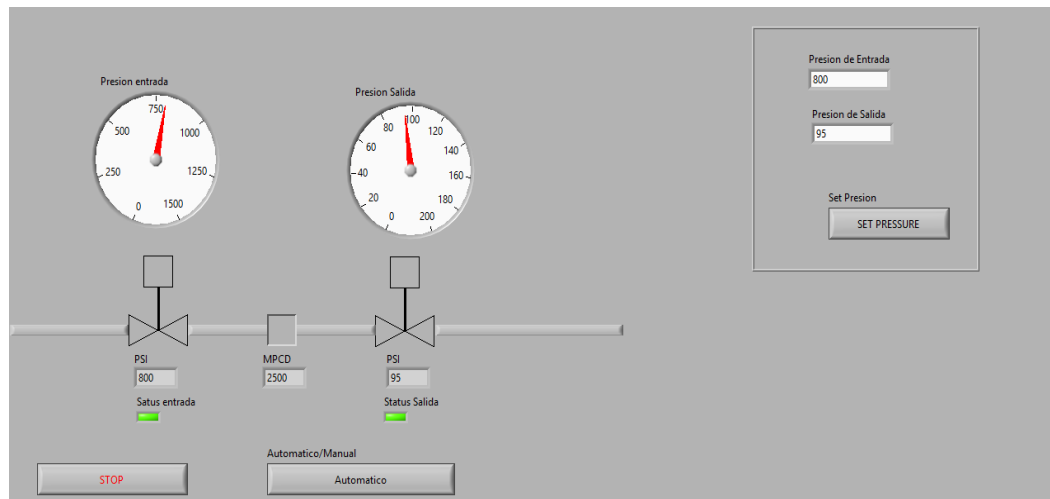 Presion entrada
0
250
500
750
1000
1250
1500
Presion Salida
0
20
40
60
80
100
120
140
160
180
200
PSI
800
Satus entrada
MPCD
2500
PSI
95
Status Salida
STOP
Automatico/Manual
Automatico
Presion de Entrada
800
Presion de Salida
95
Set Presion
SET PRESSURE